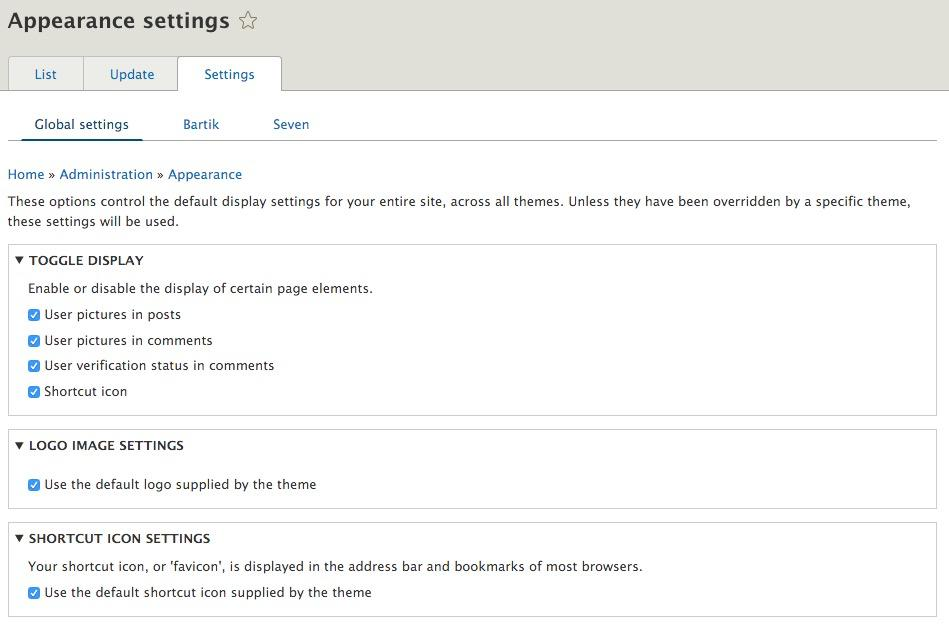 Appearance settings
List Update Settings
Global settings Bartik Seven
Home » Administration » Appearance
These options control the default display settings for your entire site, across all themes. Unless they have been overridden by a specific theme,
these settings will be used.
TOGGLE DISPLAY
Enable or disable the display of certain page elements.
User pictures in posts
User pictures in comments
User verification status in comments
Shortcut icon
LOGO IMAGE SETTINGS
Use the default logo supplied by the theme
SHORTCUT ICON SETTINGS
Your shortcut icon, or 'favicon', is displayed in the address bar and bookmarks of most browsers.
Use the default shortcut icon supplied by the theme